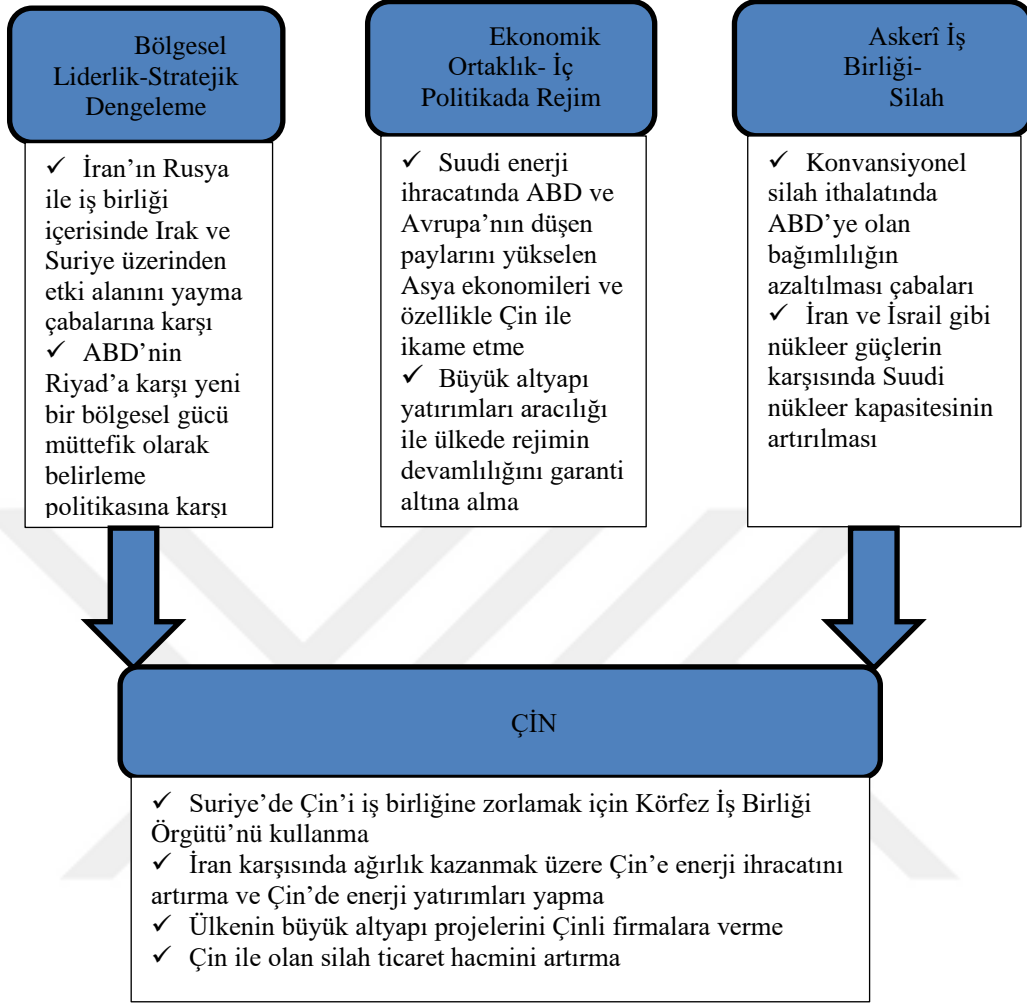 Bölgesel
Liderlik-Stratejik
Dengeleme
✓ İran’ın Rusya
ile iş birliği
içerisinde Irak ve
Suriye üzerinden
etki alanını yayma
çabalarına karşı
✓ ABD’nin
Riyad’a karşı yeni
bir bölgesel gücü
müttefik olarak
belirleme
politikasına karşı
Ekonomik
Ortaklık- İç
Politikada Rejim
✓ Suudi enerji
ihracatında ABD ve
Avrupa’nın düşen
paylarını yükselen
Asya ekonomileri ve
özellikle Çin ile
ikame etme
✓ Büyük altyapı
yatırımları aracılığı
ile ülkede rejimin
devamlılığını garanti
altına alma
Askerî İş
Birliği-
Silah
✓ Konvansiyonel
silah ithalatında
ABD’ye olan
bağımlılığın
azaltılması çabaları
✓ İran ve İsrail gibi
nükleer güçlerin
karşısında Suudi
nükleer kapasitesinin
artırılması
ÇİN
✓ Suriye’de Çin’i iş birliğine zorlamak için Körfez İş Birliği
Örgütü’nü kullanma
✓ İran karşısında ağırlık kazanmak üzere Çin’e enerji ihracatını
artırma ve Çin’de enerji yatırımları yapma
✓ Ülkenin büyük altyapı projelerini Çinli firmalara verme
✓ Çin ile olan silah ticaret hacmini artırma